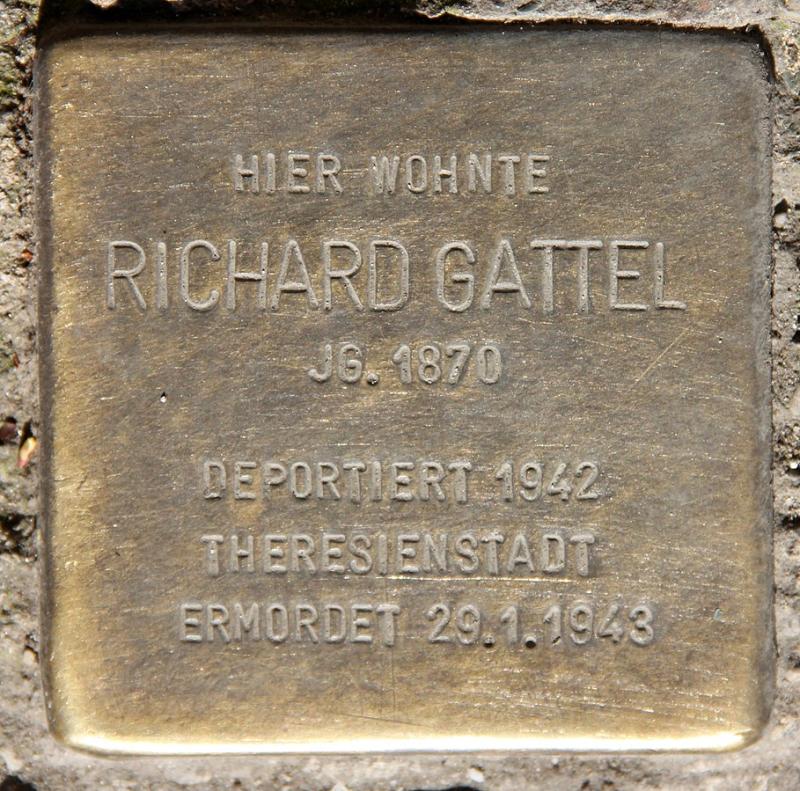 HIER WOHNTE
RICHARD GATTEL
JG. 1870
DEPORTIERT 1942
THERESIENSTADT
ERMORDET 29.1.1943